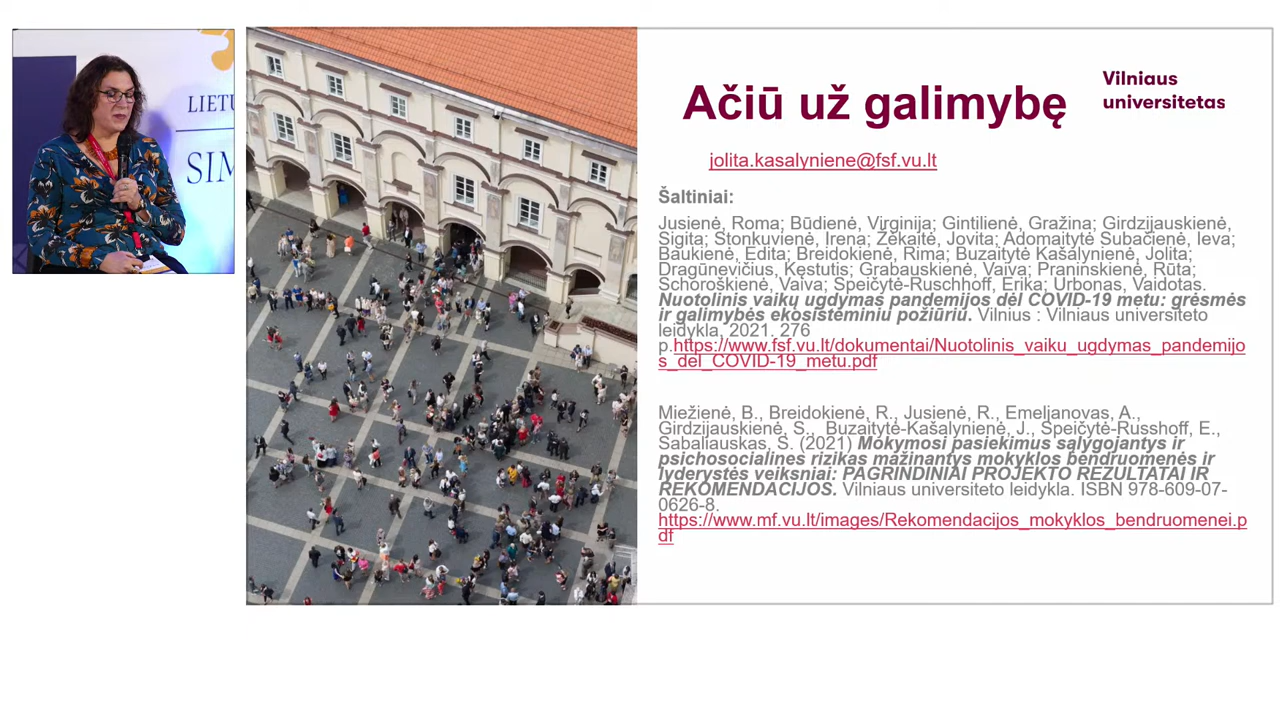 LIETU
SIM
Ačiū už galimybę
Vilniaus
universitetas
jolita.kasalyniene@fsf.vu.lt
Šaltiniai:
Jusienė, Roma; Būdienė, Virginija; Gintilienė, Gražina; Girdzijauskienė,
Sigita; Stonkuvienė, Irena; Žėkaitė, Jovita; Adomaitytė Subačienė, Ieva;
Baukienė, Edita; Breidokienė, Rima; Buzaitytė Kašalynienė, Jolita;
Dragūnevičius, Kęstutis; Grabauskienė, Vaiva; Praninskienė, Rūta;
Schoroškienė, Vaiva; Speičytė-Ruschhoff, Erika; Urbonas, Vaidotas.
Nuotolinis vaikų ugdymas pandemijos dėl COVID-19 metu: grėsmės
ir galimybės ekosisteminiu požiūriu. Vilnius : Vilniaus universiteto
leidykla, 2021. 276
p.https://www.fsf.vu.lt/dokumentai/Nuotolinis_vaiku_ugdymas_pandemijo
s_del_COVID-19_metu.pdf
Miežienė, B., Breidokienė, R., Jusienė, R., Emeljanovas, A.,
Girdzijauskienė, S., Buzaitytė-Kašalynienė, J., Speičytė-Russhoff, E.,
Sabaliauskas, S. (2021) Mokymosi pasiekimus sąlygojantys ir
psichosocialines rizikas mažinantys mokyklos bendruomenės ir
lyderystės veiksniai: PAGRINDINIAI PROJEKTO REZULTATAI IR
REKOMENDACIJOS. Vilniaus universiteto leidykla. ISBN 978-609-07-
0626-8.
https://www.mf.vu.lt/images/Rekomendacijos_mokyklos_bendruomenei.p
df